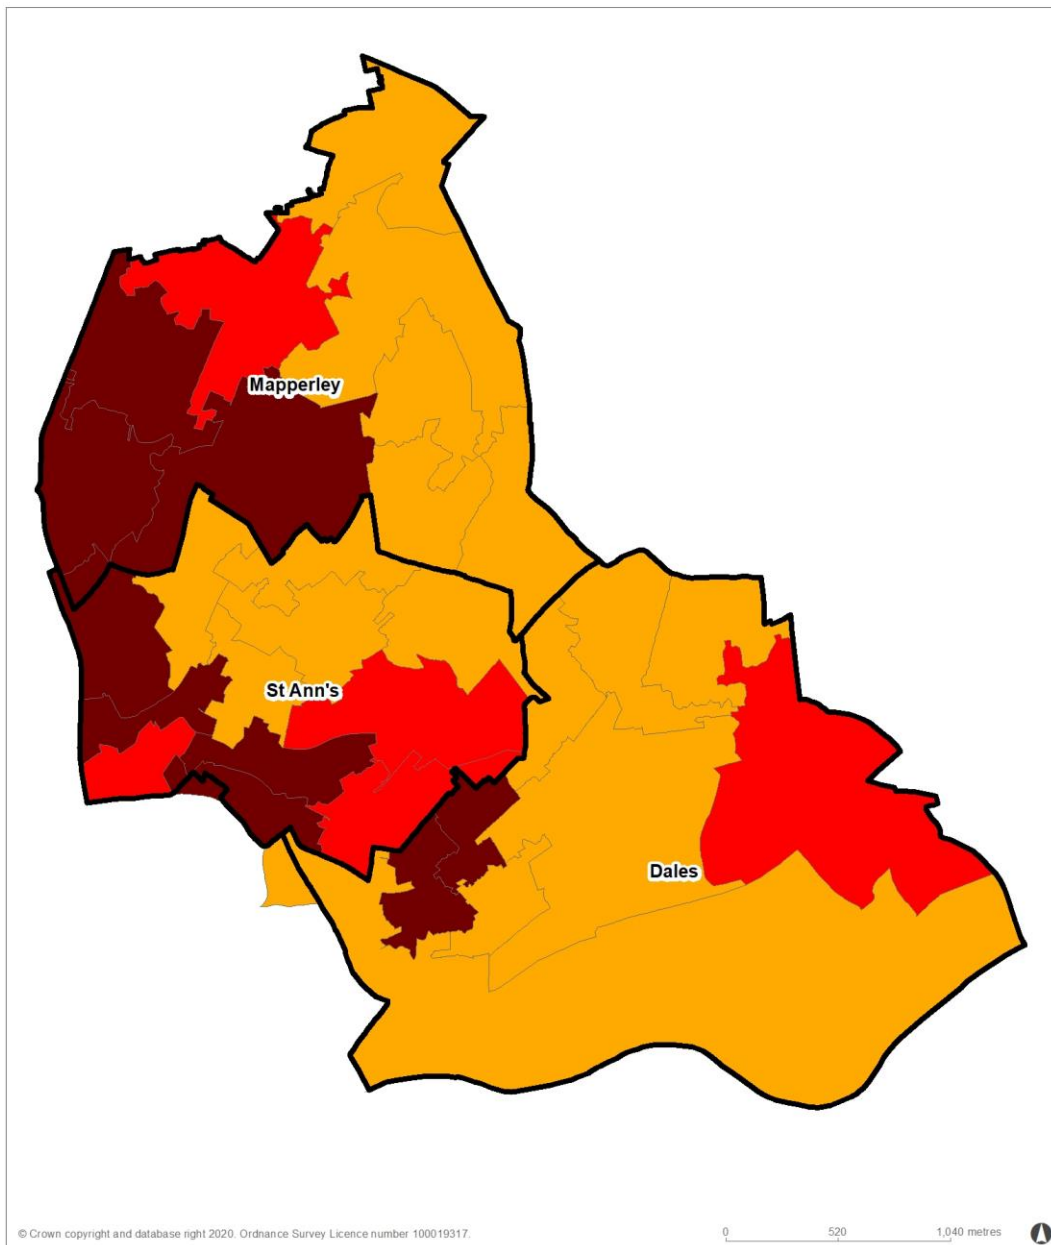 Mapperley
St Ann's
Dales
© Crown copyright and database right 2020. Ordnance Survey Licence number 100019317.
0 520 1,040 metres